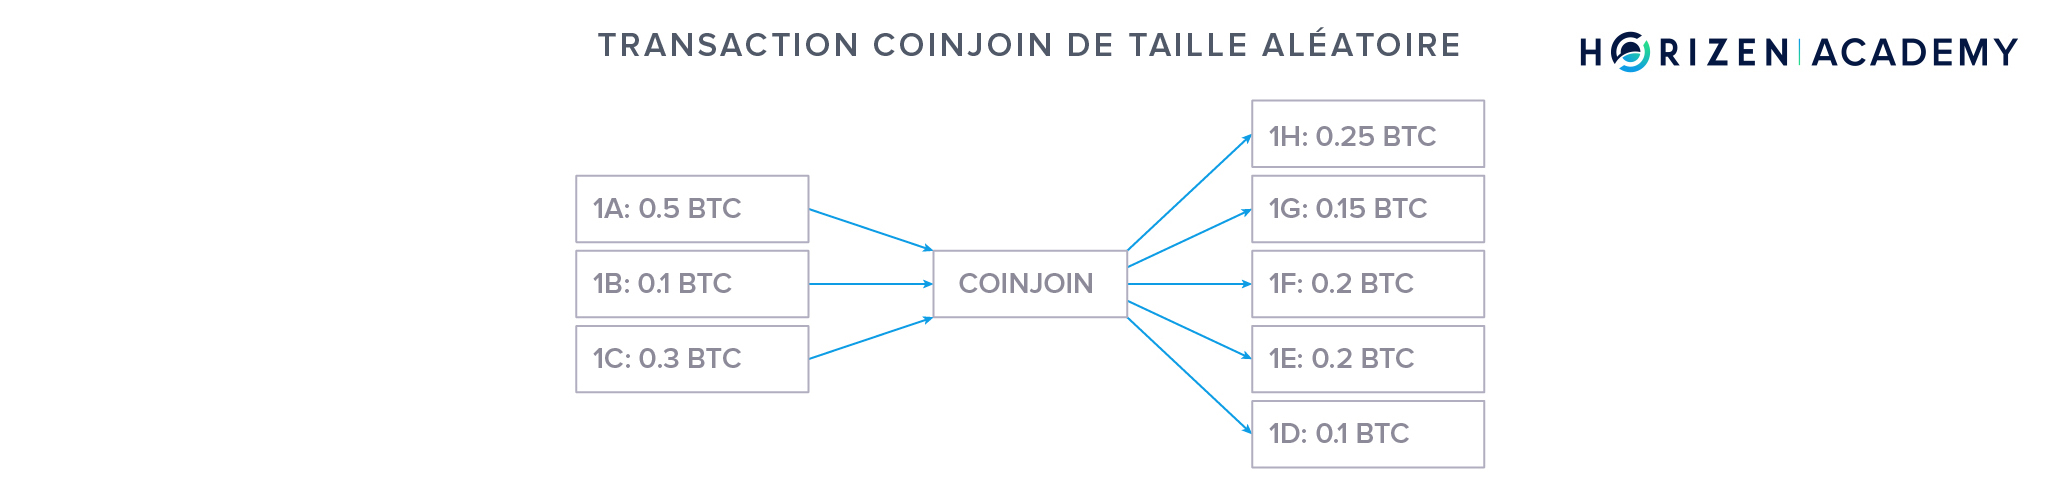 TRANSACTION COINJOIN DE TAILLE ALÉATOIRE
HORIZEN | ACADEMY
1A: 0.5 BTC
1B: 0.1 BTC
1C: 0.3 BTC
COINJOIN
1H: 0.25 BTC
1G: 0.15 BTC
1F: 0.2 BTC
1E: 0.2 BTC
1D: 0.1 BTC